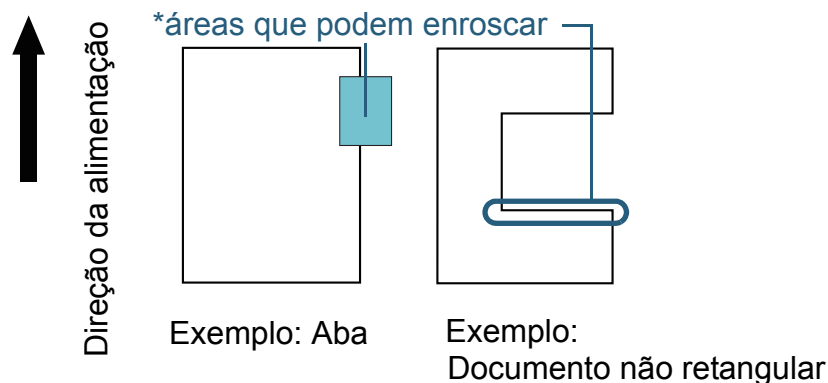 *áreas que podem enroscar
Direção da alimentação
Exemplo: Aba
Exemplo:
Documento não retangular